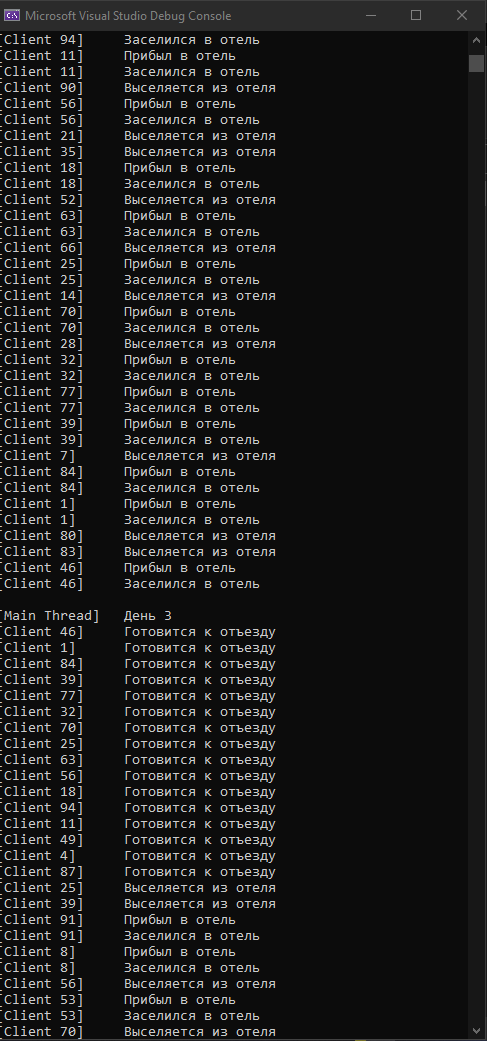 Microsoft Visual Studio Debug Console
[Client 94] Заселился в отель
[Client 11] Прибыл в отель
[Client 11] Заселился в отель
[Client 90] Выселяется из отеля
[Client 56] Прибыл в отель
[Client 56] Заселился в отель
[Client 21] Выселяется из отеля
[Client 35] Выселяется из отеля
[Client 18] Прибыл в отель
[Client 18] Заселился в отель
[Client 52] Выселяется из отеля
[Client 63] Прибыл в отель
[Client 63] Заселился в отель
[Client 66] Выселяется из отеля
[Client 25] Прибыл в отель
[Client 25] Заселился в отель
[Client 14] Выселяется из отеля
[Client 70] Прибыл в отель
[Client 70] Заселился в отель
[Client 28] Выселяется из отеля
[Client 32] Прибыл в отель
[Client 32] Заселился в отель
[Client 77] Прибыл в отель
[Client 77] Заселился в отель
[Client 39] Прибыл в отель
[Client 39] Заселился в отель
[Client 7] Выселяется из отеля
[Client 84] Прибыл в отель
[Client 84] Заселился в отель
[Client 1] Прибыл в отель
[Client 1] Заселился в отель
[Client 80] Выселяется из отеля
[Client 83] Выселяется из отеля
[Client 46] Прибыл в отель
[Client 46] Заселился в отель
[Main Thread] День 3
[Client 46] Готовится к отъезду
[Client 1] Готовится к отъезду
[Client 84] Готовится к отъезду
[Client 39] Готовится к отъезду
[Client 77] Готовится к отъезду
[Client 32] Готовится к отъезду
[Client 70] Готовится к отъезду
[Client 25] Готовится к отъезду
[Client 63] Готовится к отъезду
[Client 56] Готовится к отъезду
[Client 18] Готовится к отъезду
[Client 94] Готовится к отъезду
[Client 11] Готовится к отъезду
[Client 49] Готовится к отъезду
[Client 4] Готовится к отъезду
[Client 87] Готовится к отъезду
[Client 25] Выселяется из отеля
[Client 39] Выселяется из отеля
[Client 91] Прибыл в отель
[Client 91] Заселился в отель
[Client 8] Прибыл в отель
[Client 8] Заселился в отель
[Client 56] Выселяется из отеля
[Client 53] Прибыл в отель
[Client 53] Заселился в отель
[Client 70] Выселяется из отеля